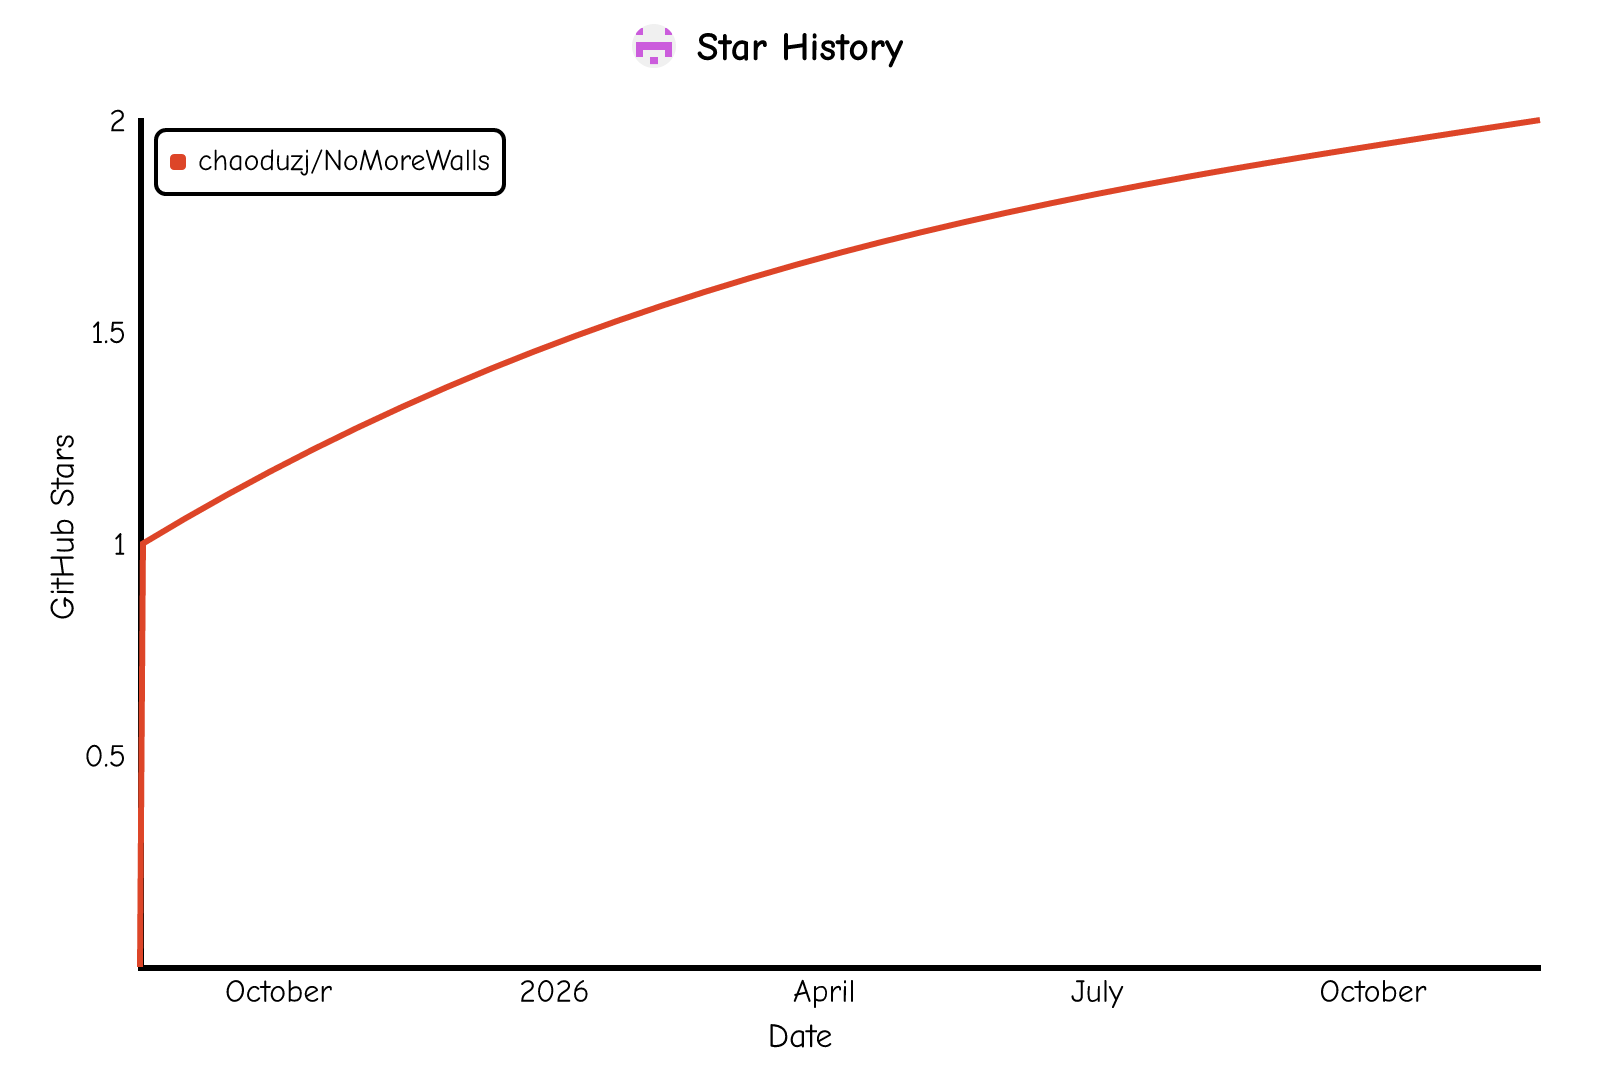 Star History
2
chaoduzj/NoMoreWalls
1.5
GitHub Stars
1
0.5
October 2026 April July October
Date